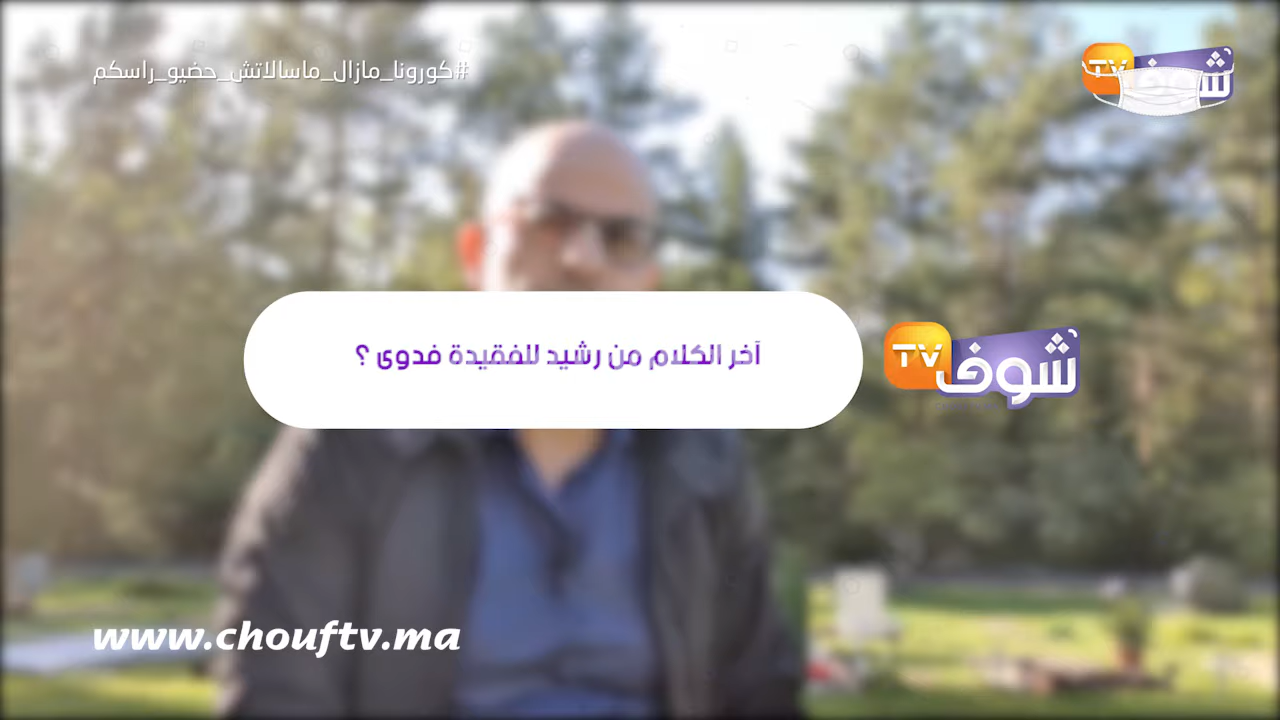 #كورونا_مازال_ماسالاتش_حضيو_راسكم
شوف TV
آخر الكلام من رشيد للفقيدة فدوى ؟
شوف TV
www.chouftv.ma